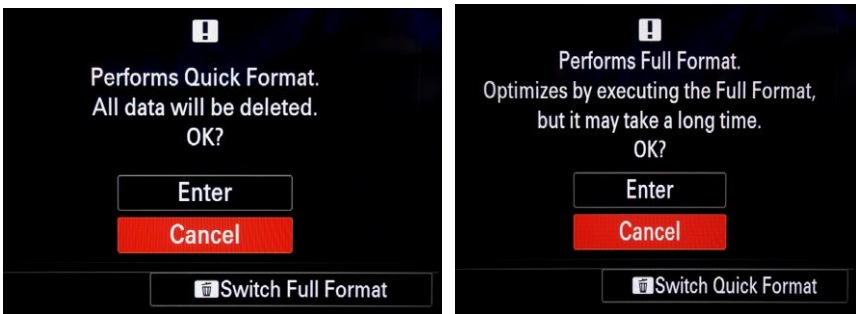 Performs Quick Format.
All data will be deleted.
OK?
Enter
Cancel
Switch Full Format
Performs Full Format.
Optimizes by executing the Full Format,
but it may take a long time.
OK?
Enter
Cancel
Switch Quick Format